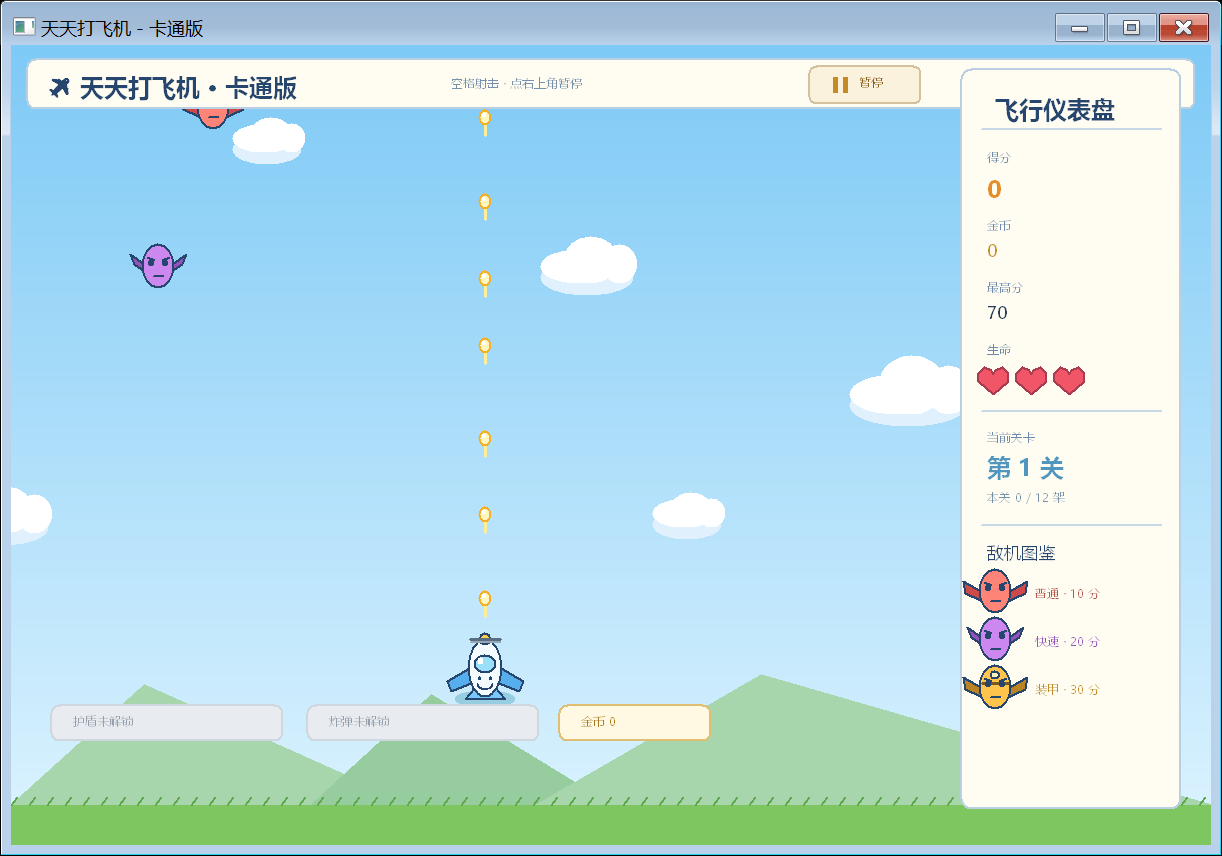 天天打飞机 - 卡通版
天天打飞机·卡通版
空格射击 · 点右上角暂停
暂停
飞行仪表盘
得分
0
金币
0
最高分
70
生命
当前关卡
第 1 关
本关 0 / 12 架
敌机图鉴
普通 · 10 分
快速 · 20 分
装甲 · 30 分
护盾未解锁
炸弹未解锁
金币 0